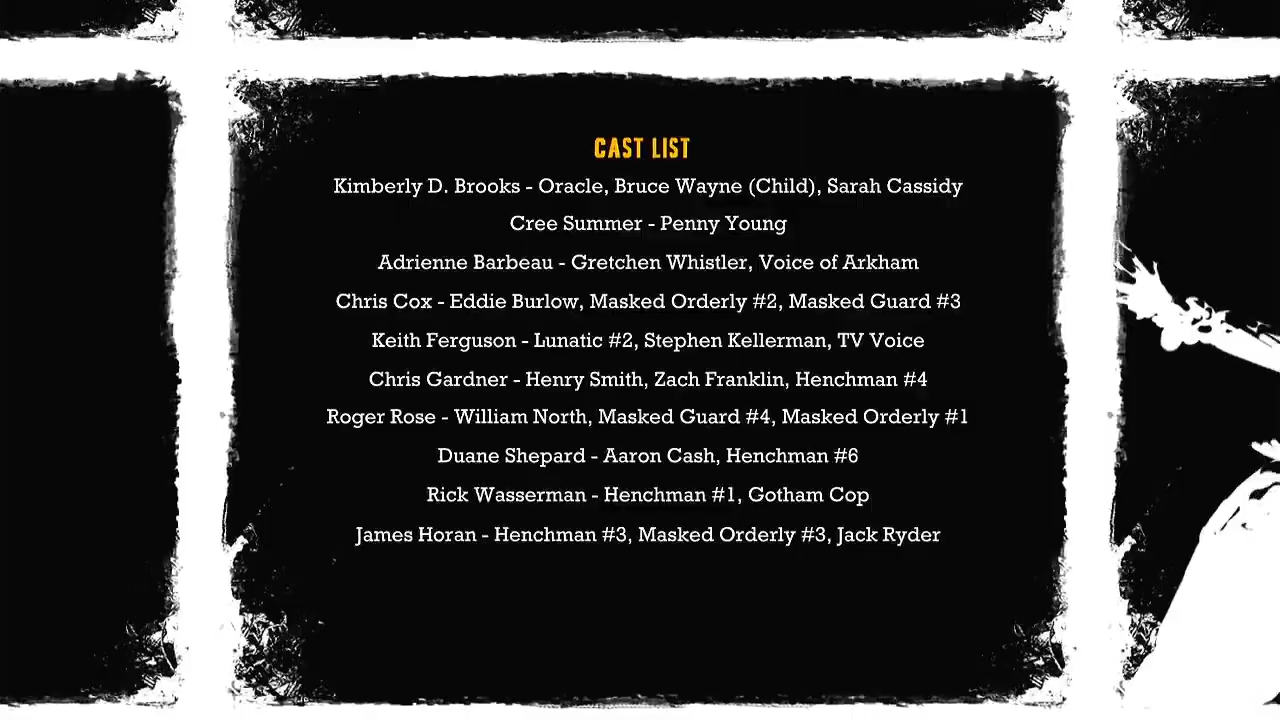 CAST LIST
Kimberly D. Brooks - Oracle, Bruce Wayne (Child), Sarah Cassidy
Cree Summer - Penny Young
Adrienne Barbeau - Gretchen Whistler, Voice of Arkham
Chris Cox - Eddie Burlow, Masked Orderly #2, Masked Guard #3
Keith Ferguson - Lunatic #2, Stephen Kellerman, TV Voice
Chris Gardner - Henry Smith, Zach Franklin, Henchman #4
Roger Rose - William North, Masked Guard #4, Masked Orderly #1
Duane Shepard - Aaron Cash, Henchman #6
Rick Wasserman - Henchman #1, Gotham Cop
James Horan - Henchman #3, Masked Orderly #3, Jack Ryder